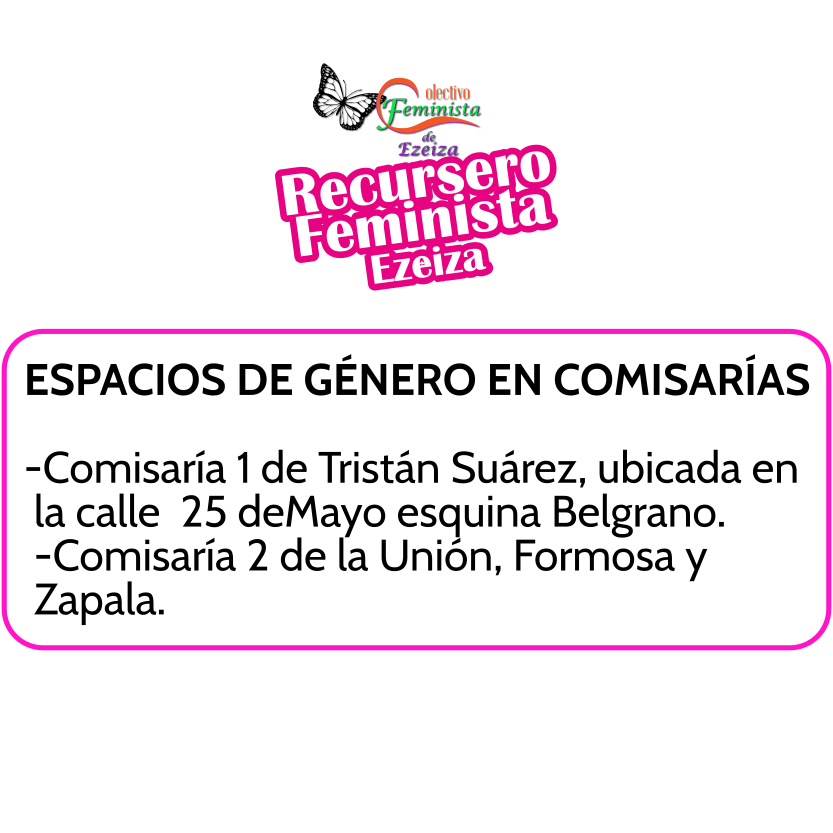 Colectivo
Feminista
de
Ezeiza
Recursero
Feminista
Ezeiza
ESPACIOS DE GÉNERO EN COMISARÍAS
-Comisaría 1 de Tristán Suárez, ubicada en
la calle  25 deMayo esquina Belgrano.
-Comisaría 2 de la Unión, Formosa y
Zapala.